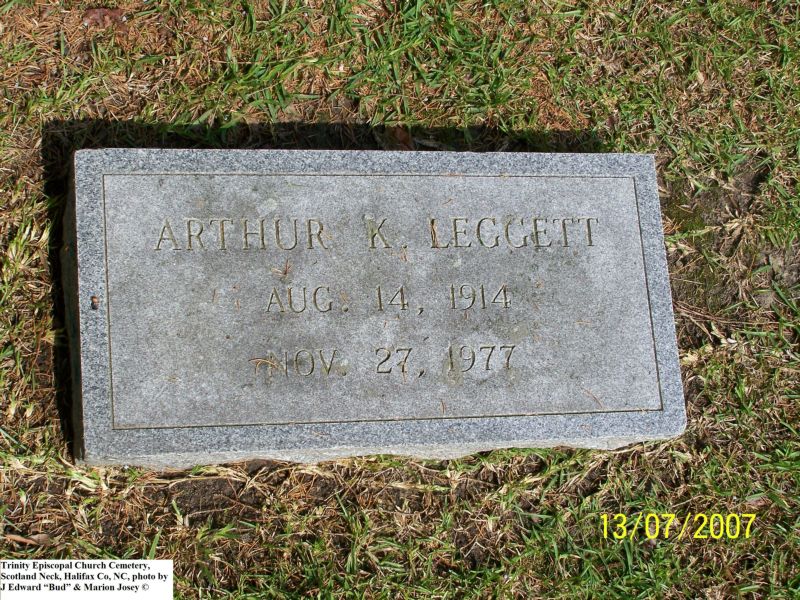 ARTHUR K. LEGGETT
AUG. 14, 1914
NOV. 27, 1977
13/07/2007
Trinity Episcopal Church Cemetery,
Scotland Neck, Halifax Co, NC, photo by
J Edward “Bud” & Marion Josey ©